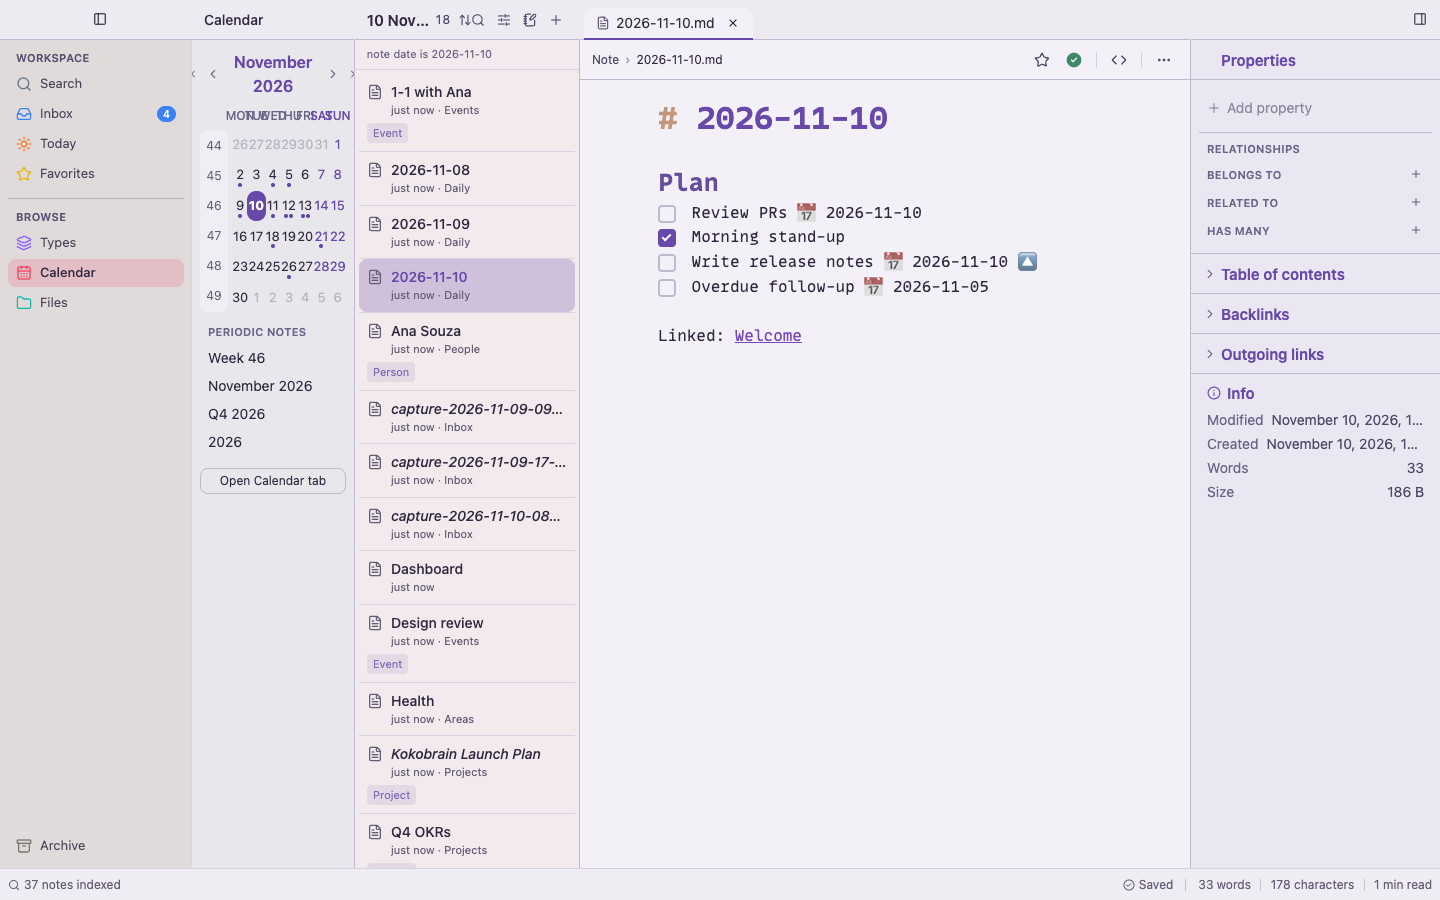 Calendar
10 Nov... 18
2026-11-10.md
WORKSPACE
Search
Inbox 4
Today
Favorites
BROWSE
Types
Calendar
Files
Archive
November
2026
MON TUE WED THU FRI SAT SUN
44 26 27 28 29 30 31 1
45 2 3 4 5 6 7 8
46 9 10 11 12 13 14 15
47 16 17 18 19 20 21 22
48 23 24 25 26 27 28 29
49 30 1 2 3 4 5 6
PERIODIC NOTES
Week 46
November 2026
Q4 2026
2026
Open Calendar tab
note date is 2026-11-10
1-1 with Ana
just now · Events
Event
2026-11-08
just now · Daily
2026-11-09
just now · Daily
2026-11-10
just now · Daily
Ana Souza
just now · People
Person
capture-2026-11-09-09...
just now · Inbox
capture-2026-11-09-17-...
just now · Inbox
capture-2026-11-10-08...
just now · Inbox
Dashboard
just now
Design review
just now · Events
Event
Health
just now · Areas
Kokobrain Launch Plan
just now · Projects
Project
Q4 OKRs
just now · Projects
Note › 2026-11-10.md
# 2026-11-10
Plan
Review PRs 📅 2026-11-10
Morning stand-up
Write release notes 📅 2026-11-10 🔼
Overdue follow-up 📅 2026-11-05
Linked: Welcome
Properties
Add property
RELATIONSHIPS
BELONGS TO
RELATED TO
HAS MANY
Table of contents
Backlinks
Outgoing links
Info
Modified November 10, 2026, 1...
Created November 10, 2026, 1...
Words 33
Size 186 B
37 notes indexed
Saved 33 words 178 characters 1 min read